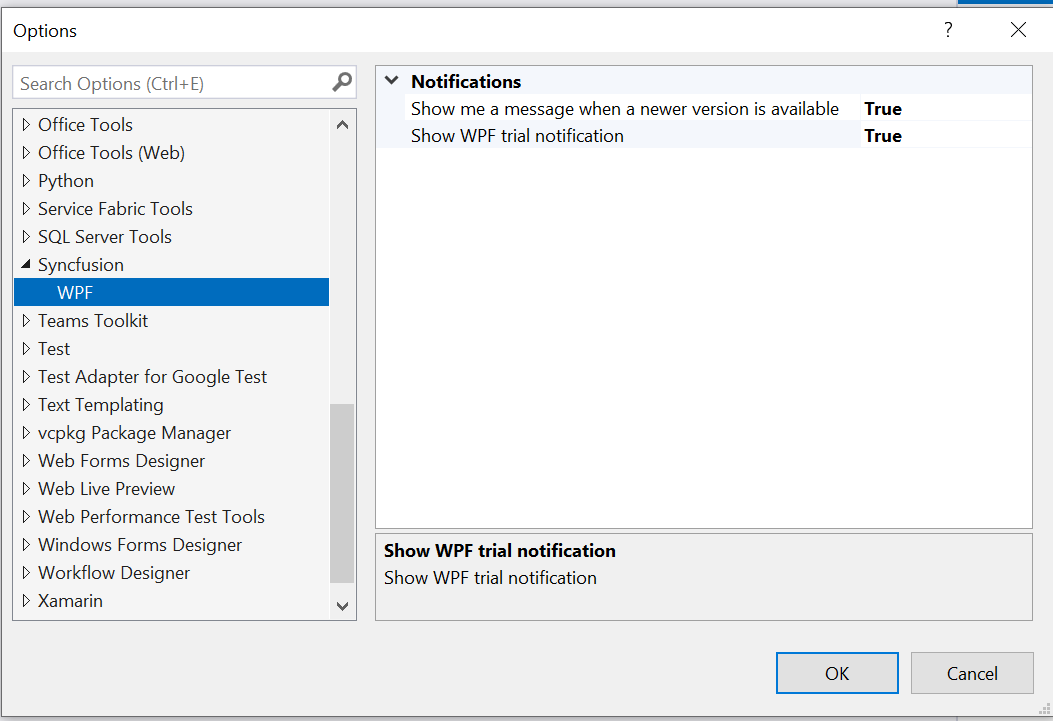 Options
?
Search Options (Ctrl+E)
Office Tools
Office Tools (Web)
Python
Service Fabric Tools
SQL Server Tools
Syncfusion
WPF
Teams Toolkit
Test
Test Adapter for Google Test
Text Templating
vcpkg Package Manager
Web Forms Designer
Web Live Preview
Web Performance Test Tools
Windows Forms Designer
Workflow Designer
Xamarin
Notifications
Show me a message when a newer version is available True
Show WPF trial notification True
Show WPF trial notification
Show WPF trial notification
OK
Cancel